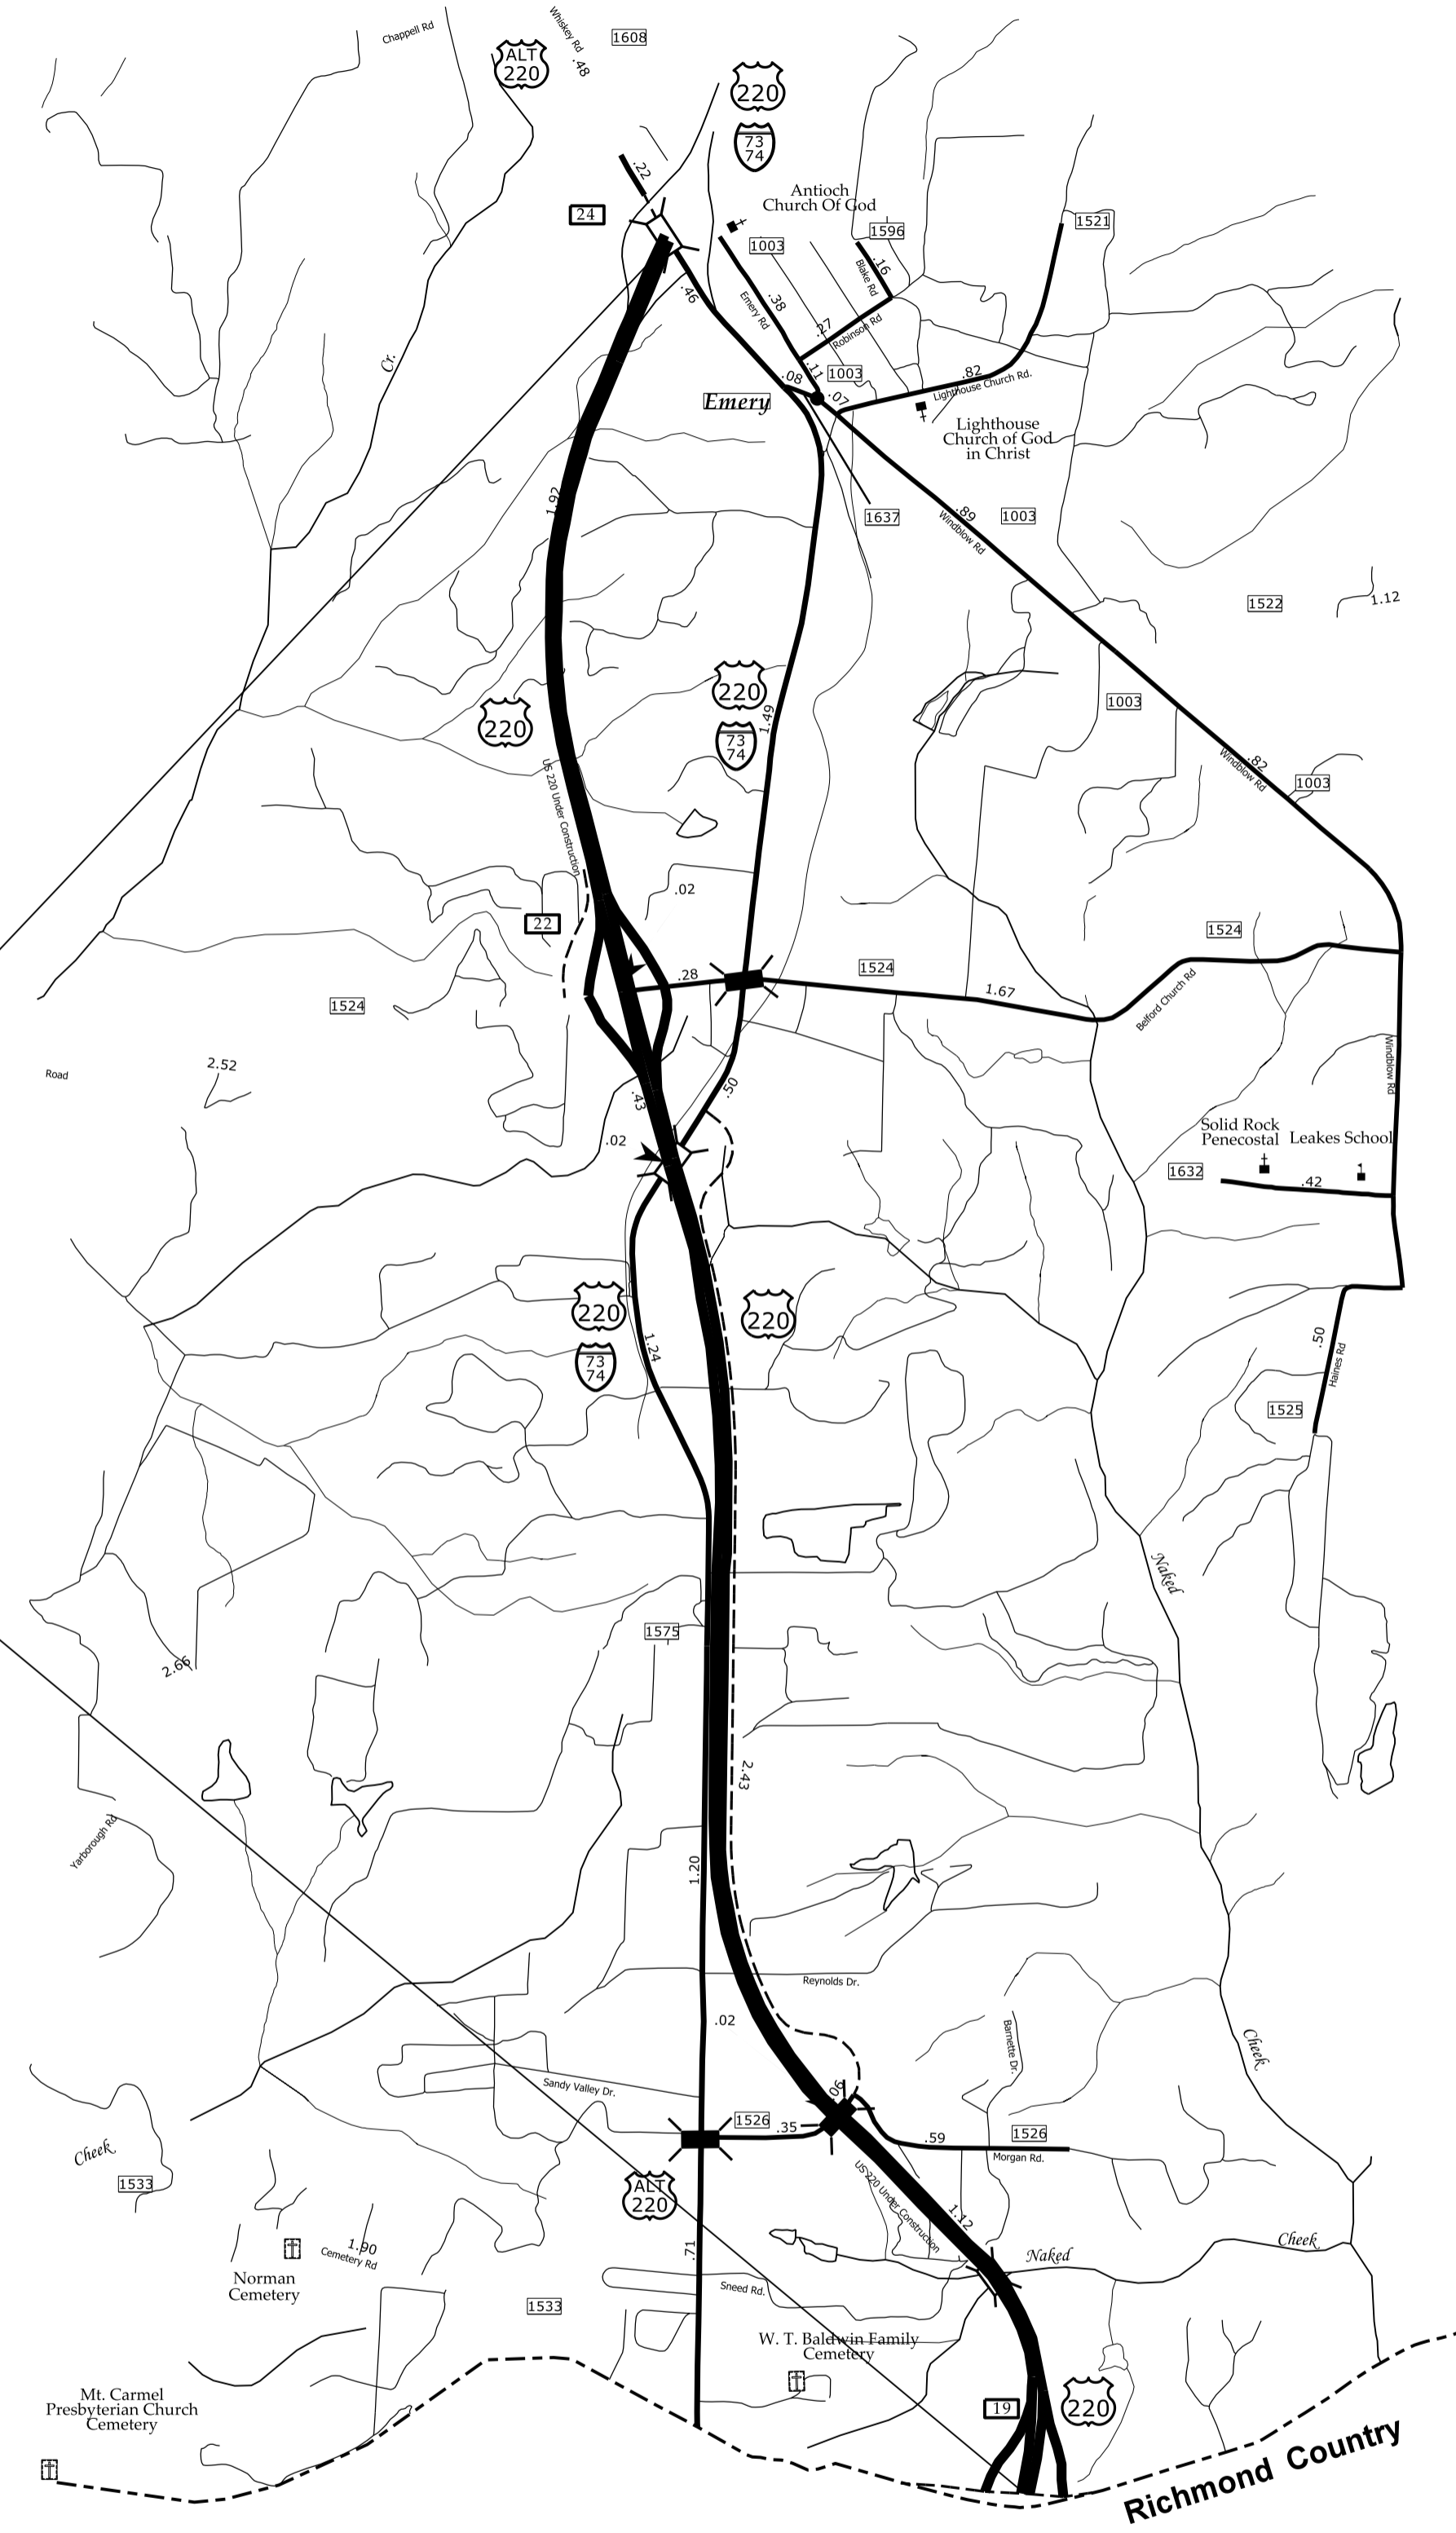 Chappell Rd
Whiskey Rd
.48
1608
ALT
220
220
73
74
.22
24
Antioch
Church Of God
1003
1596
1521
.16
Blake Rd
.46
.38
Emery Rd
.27
Robinson Rd
Cr.
.11
1003
.08
.07
.82
Lighthouse Church Rd.
Emery
Lighthouse
Church of God
in Christ
1.92
1637
.89
1003
Windblow Rd
1522
1.12
220
220
73
74
1.49
1003
.82
Windblow Rd
1003
US 220 Under Construction
.02
22
1524
1524
.28
1.67
Belford Church Rd
1524
Road
2.52
Windblow Rd
.50
.43
.02
Solid Rock
Penecostal
Leakes School
1632
.42
220
73
74
220
1.24
.50
Haines Rd
1525
Naked
1575
2.66
2.43
Yarborough Rd
1.20
Reynolds Dr.
.02
Barnette Dr.
Cheek
Sandy Valley Dr.
.06
1526
.35
.59
1526
Morgan Rd.
Cheek
1533
ALT
220
US 220 Under Construction
1.12
1.90
Cemetery Rd
.71
Naked
Cheek
Norman
Cemetery
1533
Sneed Rd.
W. T. Baldwin Family
Cemetery
Mt. Carmel
Presbyterian Church
Cemetery
19
220
Richmond Country